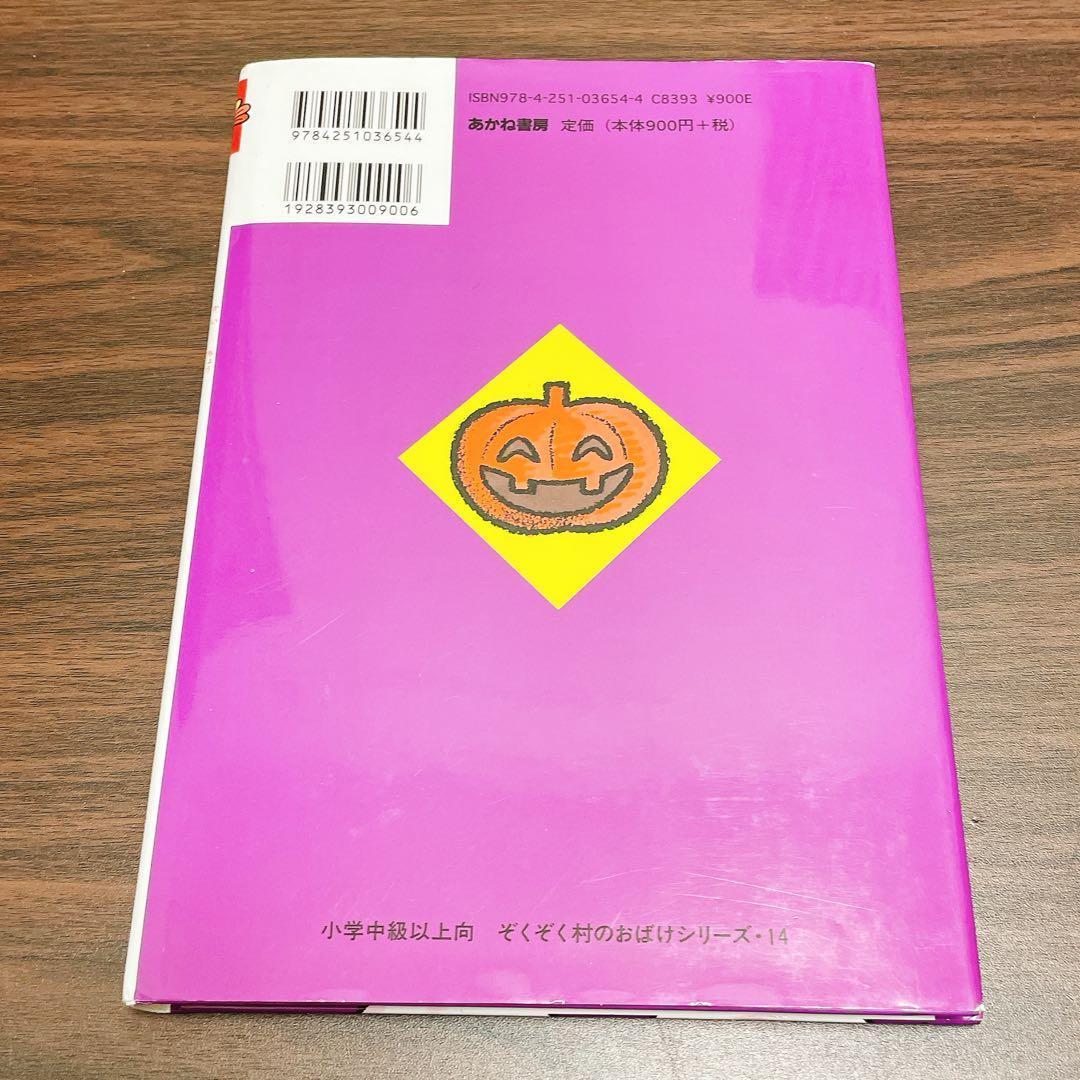 9784251036544
1928393009006
ISBN978-4-251-03654-4 C8393 ¥900E
あかね書房 定価（本体900円＋税）
小学中級以上向 ぞくぞく村のおばけシリーズ・14